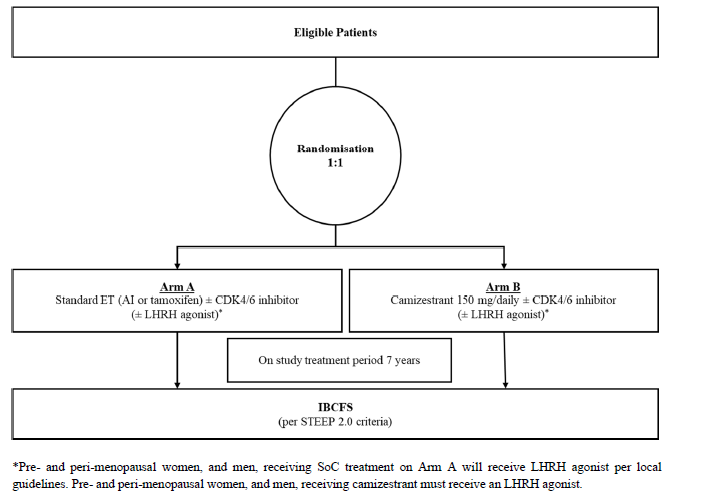 Eligible Patients
Randomisation
1:1
Arm A
Standard ET (AI or tamoxifen) ± CDK4/6 inhibitor
(± LHRH agonist)*
Arm B
Camizestrant 150 mg/daily ± CDK4/6 inhibitor
(± LHRH agonist)*
On study treatment period 7 years
IBCFS
(per STEEP 2.0 criteria)
*Pre- and peri-menopausal women, and men, receiving SoC treatment on Arm A will receive LHRH agonist per local
guidelines. Pre- and peri-menopausal women, and men, receiving camizestrant must receive an LHRH agonist.